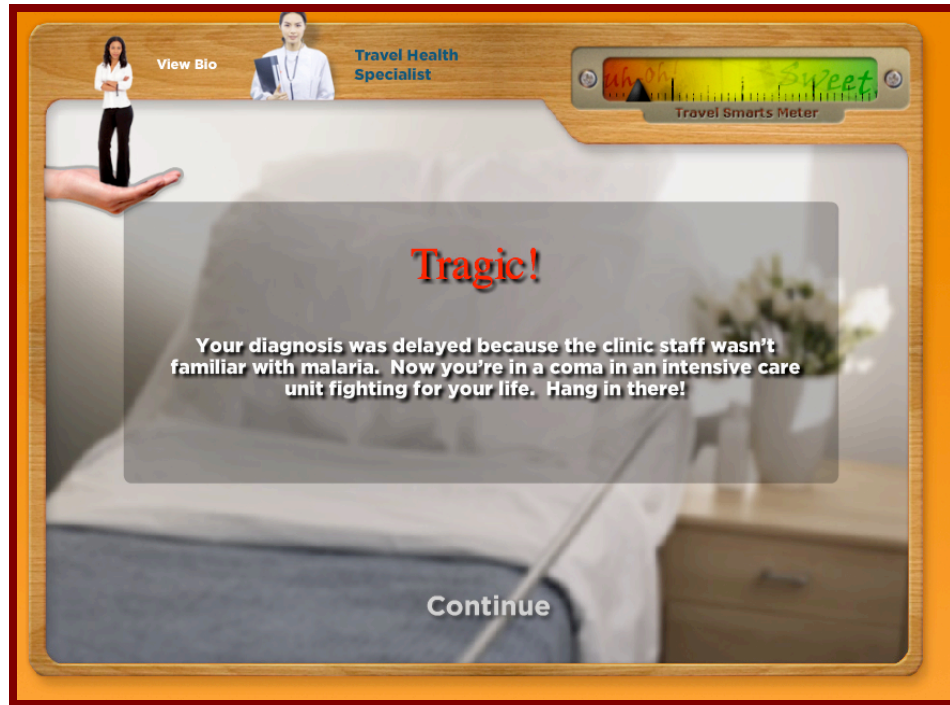 View Bio
Travel Health
Specialist
uh-oh!
Sweet
Travel Smarts Meter
Tragic!
Your diagnosis was delayed because the clinic staff wasn't
familiar with malaria.  Now you're in a coma in an intensive care
unit fighting for your life.  Hang in there!
Continue